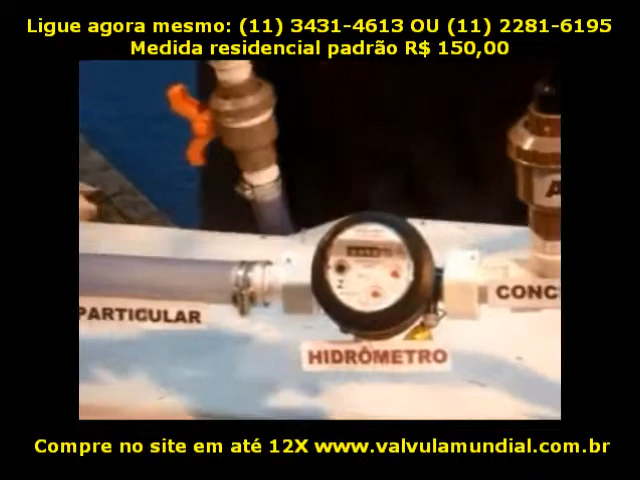 Ligue agora mesmo: (11) 3431-4613 OU (11) 2281-6195
Medida residencial padrão R$ 150,00
PARTICULAR
CONC
HIDRÔMETRO
Compre no site em até 12X www.valvulamundial.com.br